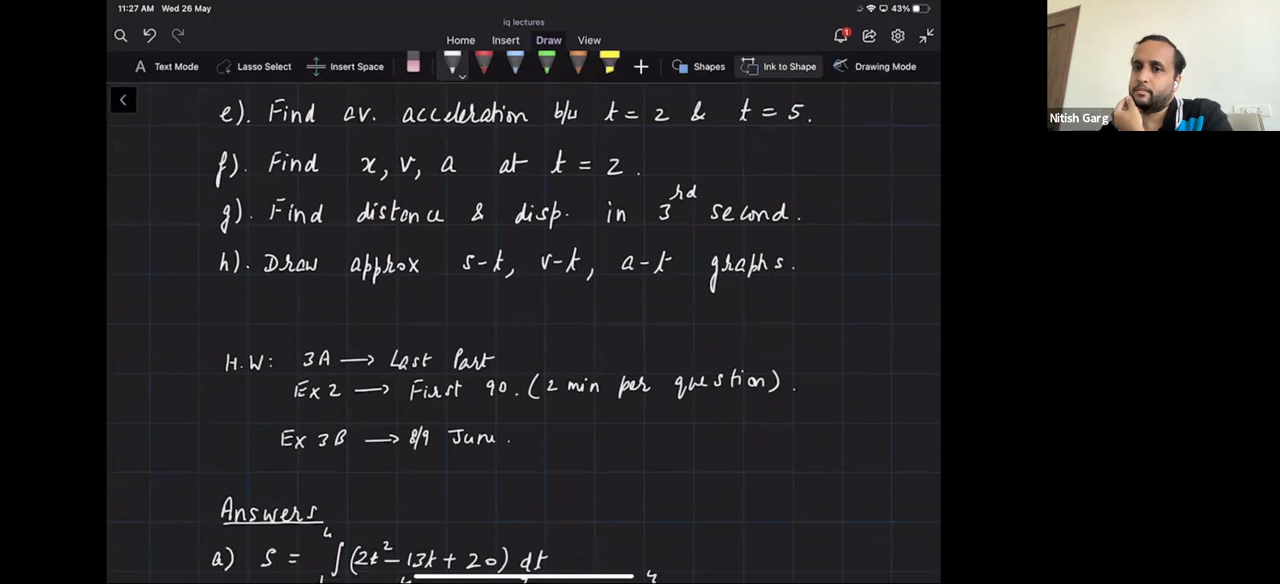 11:27 AM Wed 26 May
43%
iq lectures
Home Insert Draw View
A Text Mode Lasso Select Insert Space Shapes Ink to Shape Drawing Mode
Nitish Garg
e). Find av. acceleration b/w t = 2 & t = 5.
f). Find x, v, a at t = 2.
g). Find distance & disp. in 3rd second.
h). Draw approx s-t, v-t, a-t graphs.
H.W: 3A → Last Part
Ex 2 → First 90. (2 min per question).
Ex 3B → 8/9 June.
Answers
a) S = ∫ (2t² - 13t + 20) dt